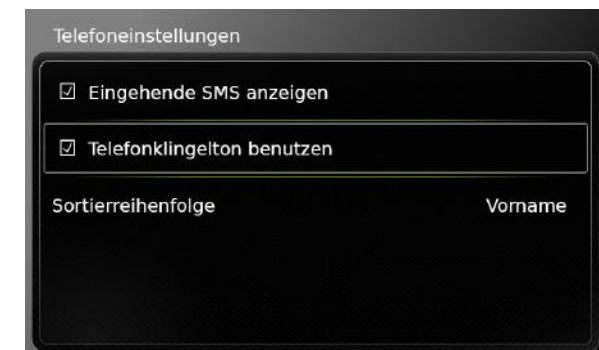 Telefoneinstellungen
☑ Eingehende SMS anzeigen
☑ Telefonklingelton benutzen
Sortierreihenfolge Vorname